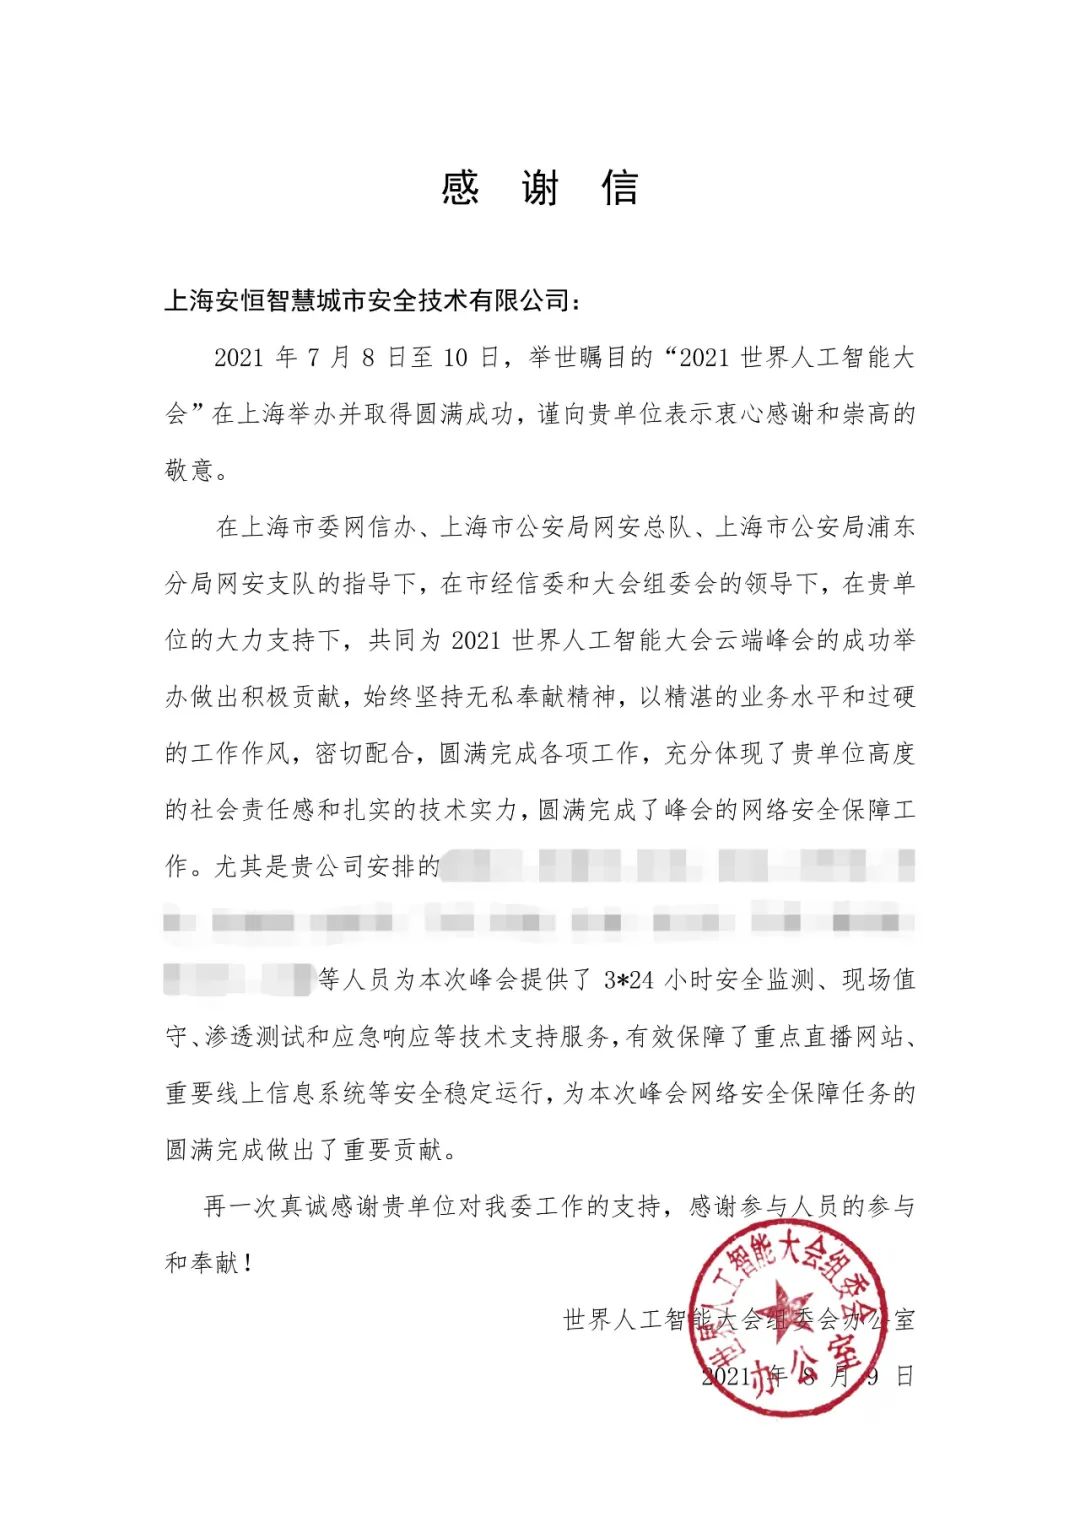 感 谢 信
上海安恒智慧城市安全技术有限公司：
2021 年 7 月 8 日至 10 日，举世瞩目的“2021 世界人工智能大
会”在上海举办并取得圆满成功，谨向贵单位表示衷心感谢和崇高的
敬意。
在上海市委网信办、上海市公安局网安总队、上海市公安局浦东
分局网安支队的指导下，在市经信委和大会组委会的领导下，在贵单
位的大力支持下，共同为 2021 世界人工智能大会云端峰会的成功举
办做出积极贡献，始终坚持无私奉献精神，以精湛的业务水平和过硬
的工作作风，密切配合，圆满完成各项工作，充分体现了贵单位高度
的社会责任感和扎实的技术实力，圆满完成了峰会的网络安全保障工
作。尤其是贵公司安排的
等人员为本次峰会提供了 3*24 小时安全监测、现场值
守、渗透测试和应急响应等技术支持服务，有效保障了重点直播网站、
重要线上信息系统等安全稳定运行，为本次峰会网络安全保障任务的
圆满完成做出了重要贡献。
再一次真诚感谢贵单位对我委工作的支持，感谢参与人员的参与
和奉献！
世界人工智能大会组委会办公室
2021 年 8 月 9 日
世界人工智能大会组委会
办公室